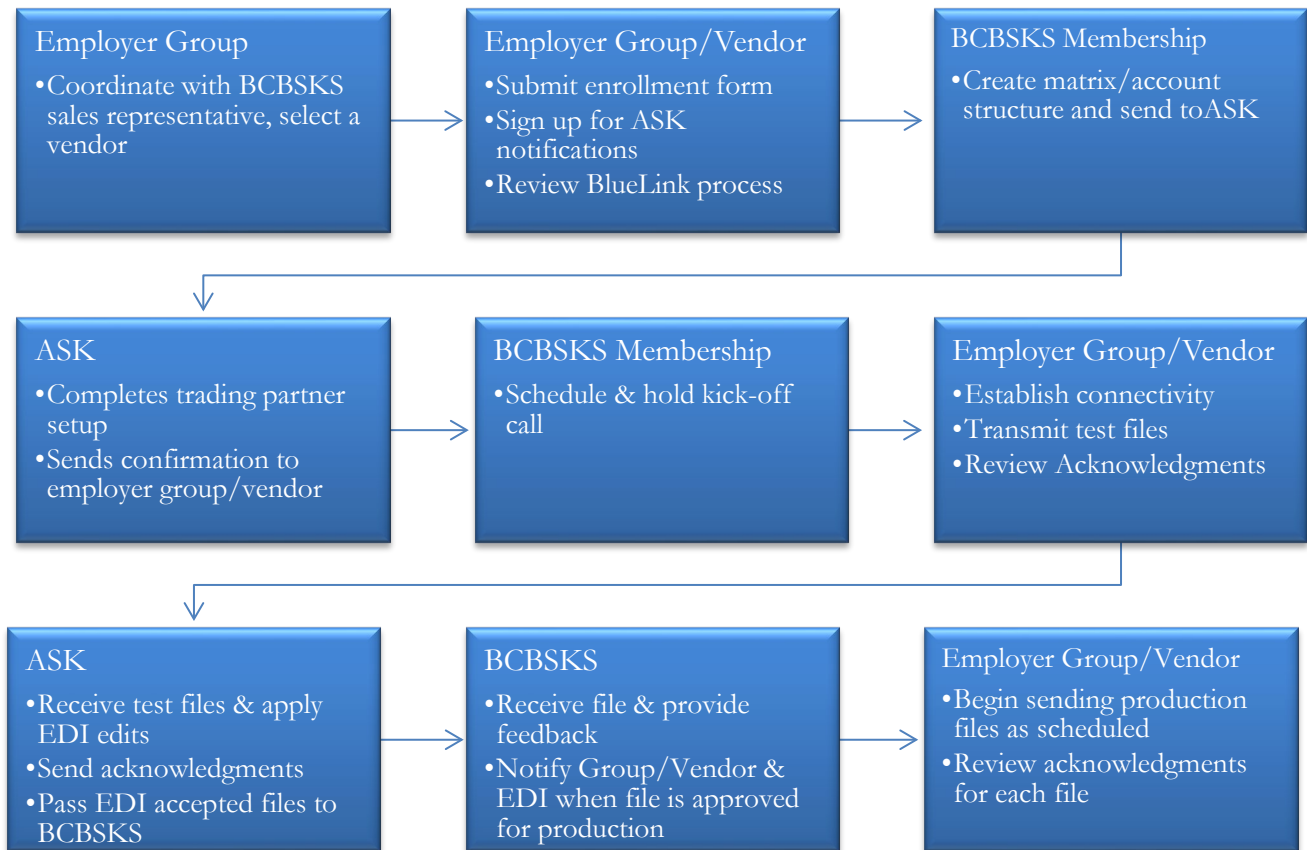 Employer Group
•Coordinate with BCBSKS
sales representative, select a
vendor
Employer Group/Vendor
•Submit enrollment form
•Sign up for ASK
notifications
•Review BlueLink process
BCBSKS Membership
•Create matrix/account
structure and send toASK
ASK
•Completes trading partner
setup
•Sends confirmation to
employer group/vendor
BCBSKS Membership
•Schedule & hold kick-off
call
Employer Group/Vendor
•Establish connectivity
•Transmit test files
•Review Acknowledgments
ASK
•Receive test files & apply
EDI edits
•Send acknowledgments
•Pass EDI accepted files to
BCBSKS
BCBSKS
•Receive file & provide
feedback
•Notify Group/Vendor &
EDI when file is approved
for production
Employer Group/Vendor
•Begin sending production
files as scheduled
•Review acknowledgments
for each file